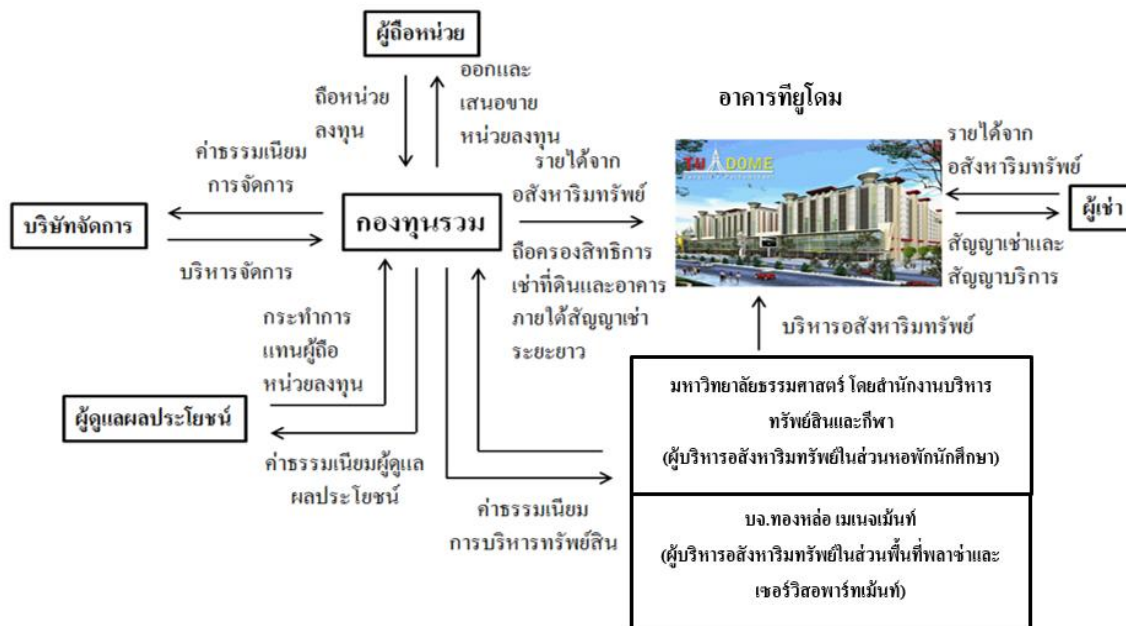 ผู้ถือหน่วย
ถือหน่วย
ลงทุน
ออกและ
เสนอขาย
หน่วยลงทุน
อาคารทียูโดม
TU DOME
ค่าธรรมเนียม
การจัดการ
รายได้จาก
อสังหาริมทรัพย์
รายได้จาก
อสังหาริมทรัพย์
บริษัทจัดการ
กองทุนรวม
ผู้เช่า
บริหารจัดการ
ถือครองสิทธิการ
เช่าที่ดินและอาคาร
ภายใต้สัญญาเช่า
ระยะยาว
สัญญาเช่าและ
สัญญาบริการ
กระทำการ
แทนผู้ถือ
หน่วยลงทุน
บริหารอสังหาริมทรัพย์
ผู้ดูแลผลประโยชน์
ค่าธรรมเนียมผู้ดูแล
ผลประโยชน์
ค่าธรรมเนียม
การบริหารทรัพย์สิน
มหาวิทยาลัยธรรมศาสตร์ โดยสำนักงานบริหาร
ทรัพย์สินและกีฬา
(ผู้บริหารอสังหาริมทรัพย์ในส่วนหอพักนักศึกษา)
บจ.ทองหล่อ เมเนจเม้นท์
(ผู้บริหารอสังหาริมทรัพย์ในส่วนพื้นที่พลาซ่าและ
เซอร์วิสอพาร์ทเม้นท์)